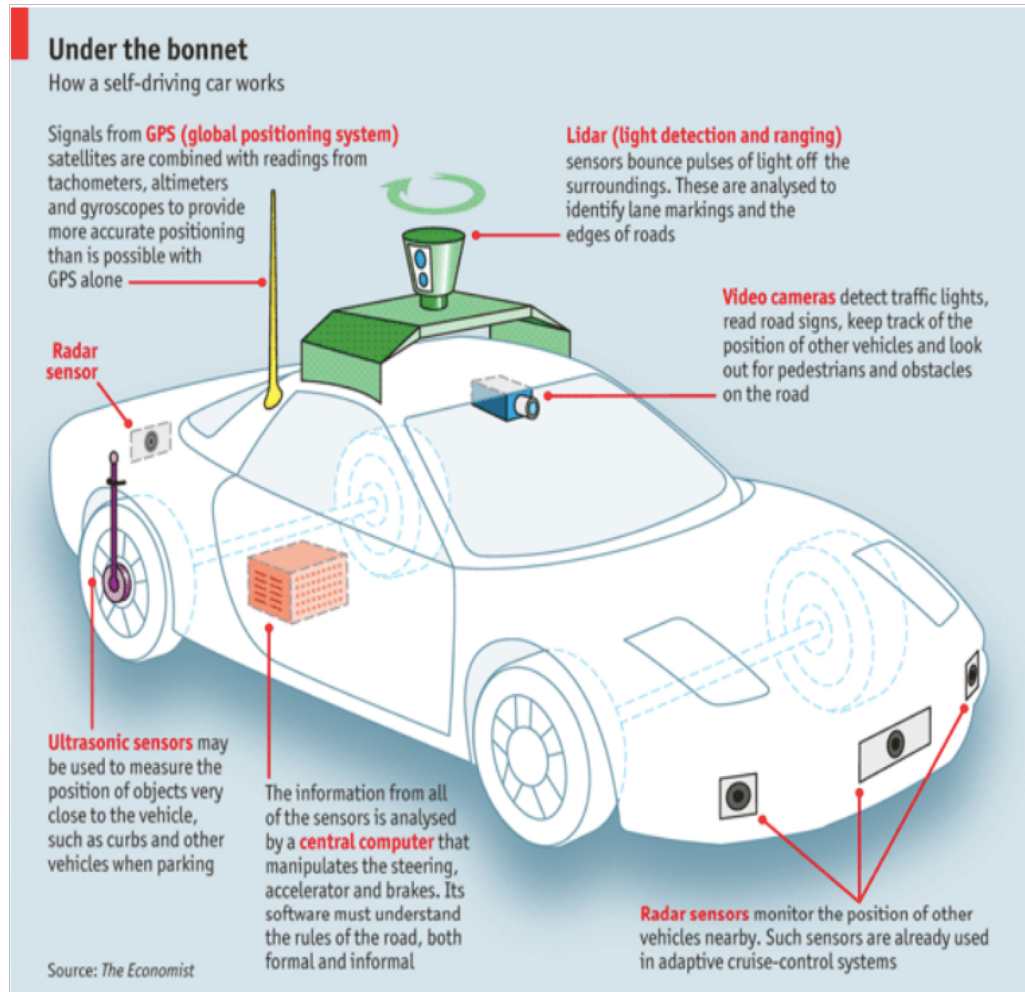 Under the bonnet
How a self-driving car works
Signals from GPS (global positioning system)
satellites are combined with readings from
tachometers, altimeters
and gyroscopes to provide
more accurate positioning
than is possible with
GPS alone
Lidar (light detection and ranging)
sensors bounce pulses of light off the
surroundings. These are analysed to
identify lane markings and the
edges of roads
Video cameras detect traffic lights,
read road signs, keep track of the
position of other vehicles and look
out for pedestrians and obstacles
on the road
Radar
sensor
Ultrasonic sensors may
be used to measure the
position of objects very
close to the vehicle,
such as curbs and other
vehicles when parking
The information from all
of the sensors is analysed
by a central computer that
manipulates the steering,
accelerator and brakes. Its
software must understand
the rules of the road, both
formal and informal
Radar sensors monitor the position of other
vehicles nearby. Such sensors are already used
in adaptive cruise-control systems
Source: The Economist